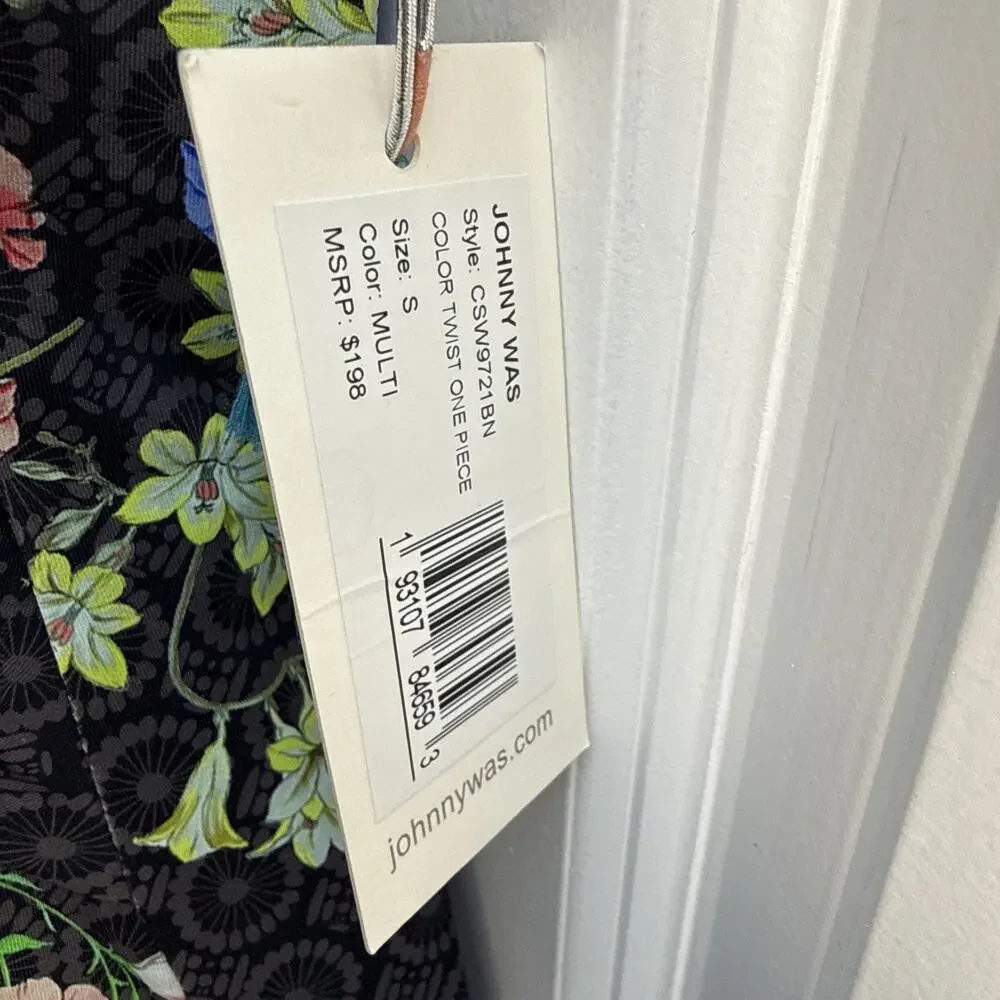 JOHNNY WAS
Style: CSW9721BN
COLOR TWIST ONE PIECE
Size: S
Color: MULTI
MSRP: $198
1 93107 84659 3
johnnywas.com